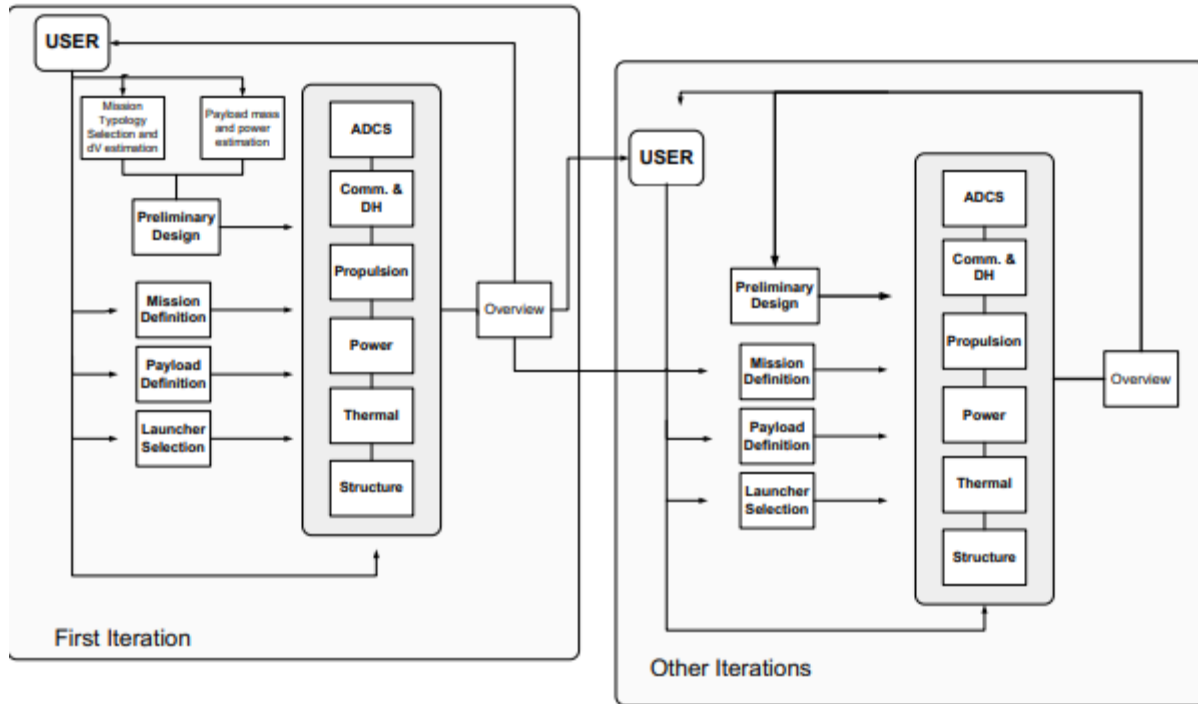 USER
Mission
Typology
Selection and
dV estimation
Payload mass
and power
estimation
Preliminary
Design
Mission
Definition
Payload
Definition
Launcher
Selection
ADCS
Comm. &
DH
Propulsion
Power
Thermal
Structure
Overview
First Iteration
USER
Preliminary
Design
Mission
Definition
Payload
Definition
Launcher
Selection
ADCS
Comm. &
DH
Propulsion
Power
Thermal
Structure
Overview
Other Iterations